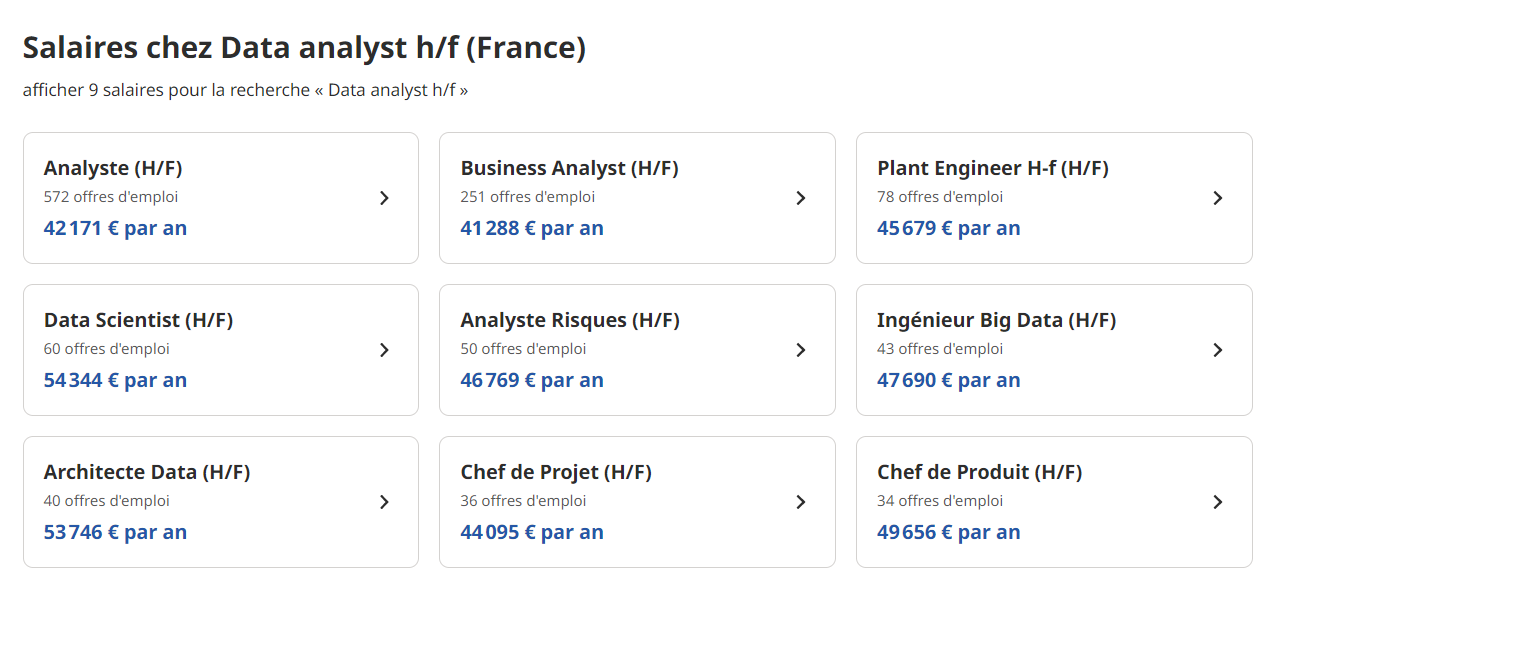 Salaires chez Data analyst h/f (France)
afficher 9 salaires pour la recherche « Data analyst h/f »
Analyste (H/F)
572 offres d'emploi
42 171 € par an
Business Analyst (H/F)
251 offres d'emploi
41 288 € par an
Plant Engineer H-f (H/F)
78 offres d'emploi
45 679 € par an
Data Scientist (H/F)
60 offres d'emploi
54 344 € par an
Analyste Risques (H/F)
50 offres d'emploi
46 769 € par an
Ingénieur Big Data (H/F)
43 offres d'emploi
47 690 € par an
Architecte Data (H/F)
40 offres d'emploi
53 746 € par an
Chef de Projet (H/F)
36 offres d'emploi
44 095 € par an
Chef de Produit (H/F)
34 offres d'emploi
49 656 € par an